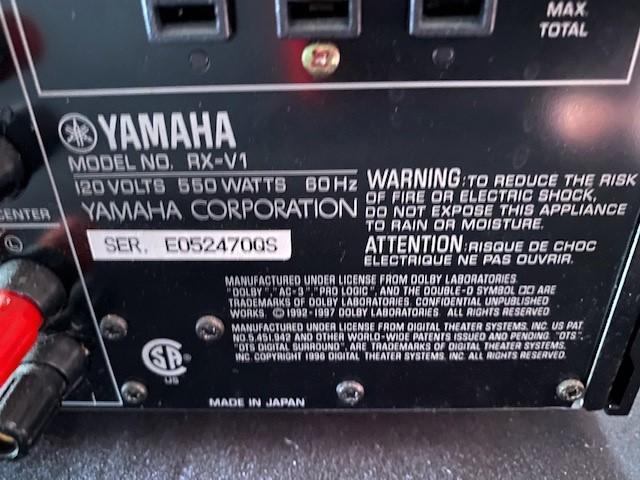 MAX.
TOTAL
YAMAHA
MODEL NO. RX-V1
120 VOLTS 550 WATTS 60Hz
YAMAHA CORPORATION
CENTER
L
SER. E052470QS
WARNING: TO REDUCE THE RISK
OF FIRE OR ELECTRIC SHOCK,
DO NOT EXPOSE THIS APPLIANCE
TO RAIN OR MOISTURE.
ATTENTION: RISQUE DE CHOC
ELECTRIQUE NE PAS OUVRIR.
MANUFACTURED UNDER LICENSE FROM DOLBY LABORATORIES.
"DOLBY", "AC-3", "PRO LOGIC", AND THE DOUBLE-D SYMBOL ARE
TRADEMARKS OF DOLBY LABORATORIES. CONFIDENTIAL UNPUBLISHED
WORKS. ©1992-1997 DOLBY LABORATORIES. ALL RIGHTS RESERVED.
MANUFACTURED UNDER LICENSE FROM DIGITAL THEATER SYSTEMS, INC. US PAT.
NO.5,451,942 AND OTHER WORLD-WIDE PATENTS ISSUED AND PENDING. "DTS",
"DTS DIGITAL SURROUND", ARE TRADEMARKS OF DIGITAL THEATER SYSTEMS,
INC. COPYRIGHT 1996 DIGITAL THEATER SYSTEMS, INC. ALL RIGHTS RESERVED.
SA
®
US
MADE IN JAPAN